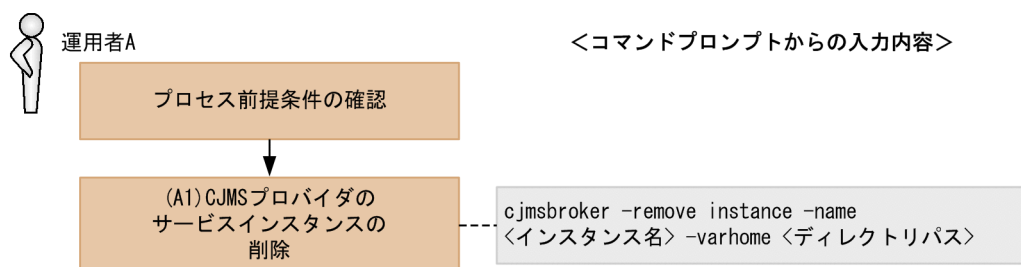 運用者A
＜コマンドプロンプトからの入力内容＞
プロセス前提条件の確認
(A1)CJMSプロバイダの
サービスインスタンスの
削除
cjmsbroker -remove instance -name
<インスタンス名> -varhome <ディレクトリパス>